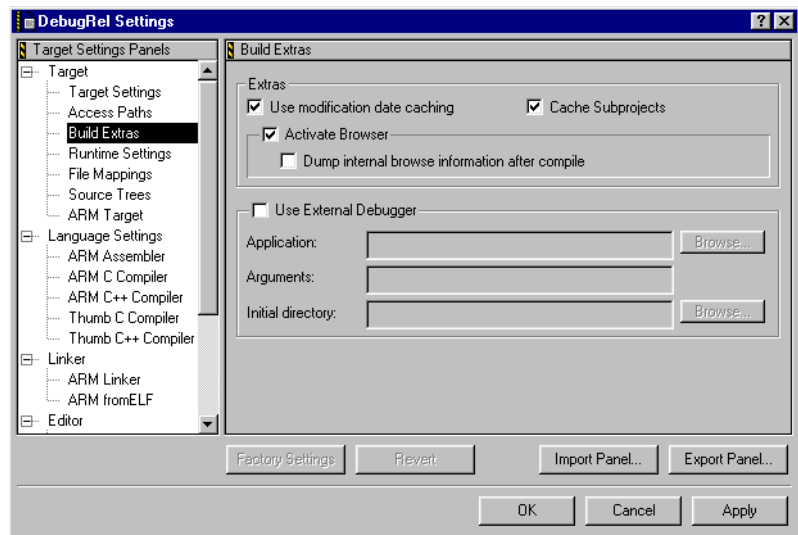 DebugRel Settings
Target Settings Panels
Target
Target Settings
Access Paths
Build Extras
Runtime Settings
File Mappings
Source Trees
ARM Target
Language Settings
ARM Assembler
ARM C Compiler
ARM C++ Compiler
Thumb C Compiler
Thumb C++ Compiler
Linker
ARM Linker
ARM fromELF
Editor
Build Extras
Extras
Use modification date caching
Cache Subprojects
Activate Browser
Dump internal browse information after compile
Use External Debugger
Application:
Browse...
Arguments:
Initial directory:
Browse...
Factory Settings
Revert
Import Panel...
Export Panel...
OK
Cancel
Apply